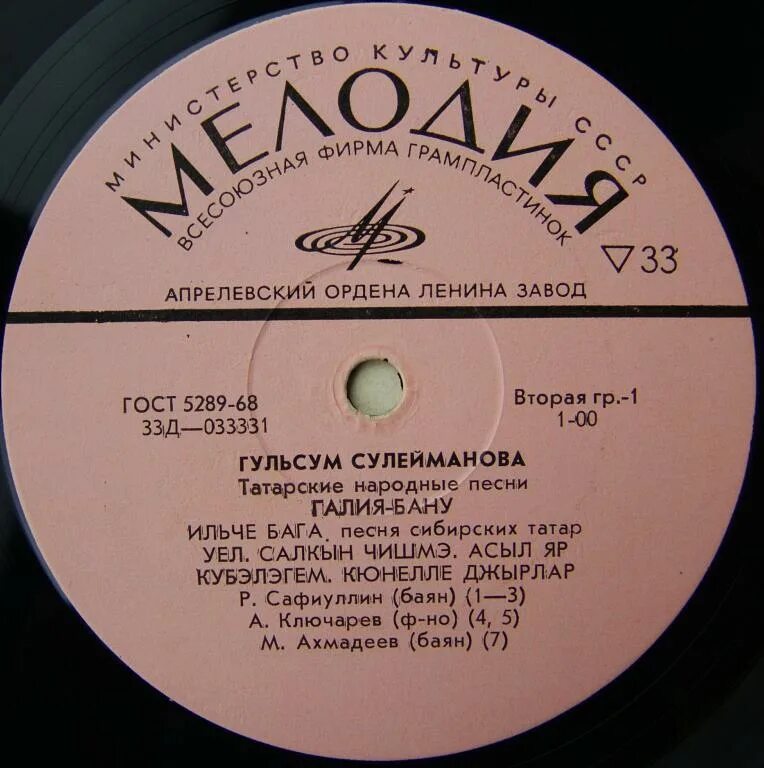 МИНИСТЕРСТВО КУЛЬТУРЫ СССР
МЕЛОДИЯ
ВСЕСОЮЗНАЯ ФИРМА ГРАМПЛАСТИНОК
▽33
АПРЕЛЕВСКИЙ ОРДЕНА ЛЕНИНА ЗАВОД
ГОСТ 5289-68
33Д—033331
Вторая гр.-1
1-00
ГУЛЬСУМ СУЛЕЙМАНОВА
Татарские народные песни
ГАЛИЯ-БАНУ
ИЛЬЧЕ БАГА, песня сибирских татар
УЕЛ. САЛКЫН ЧИШМЭ. АСЫЛ ЯР
КУБЭЛЭГЕМ. КЮНЕЛЛЕ ДЖЫРЛАР
Р. Сафиуллин (баян) (1—3)
А. Ключарев (ф-но) (4, 5)
М. Ахмадеев (баян) (7)